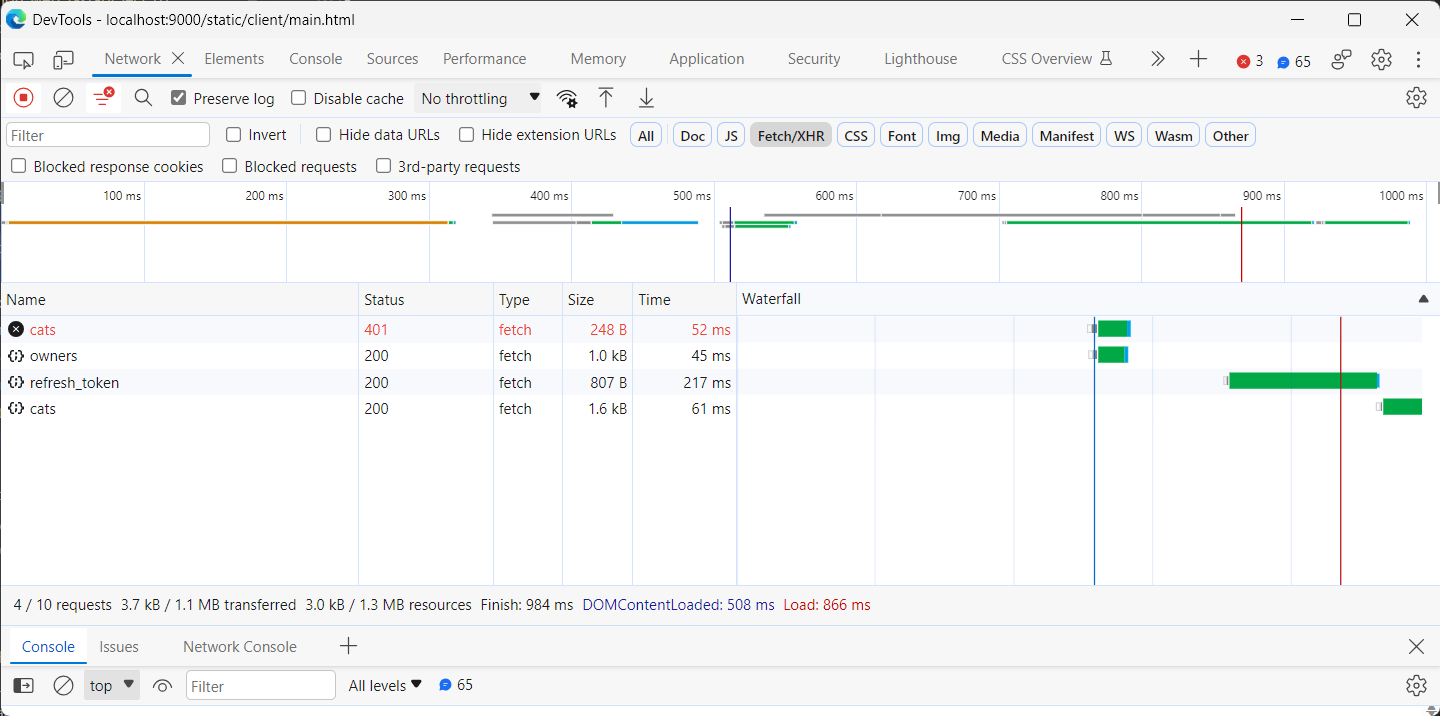 DevTools - localhost:9000/static/client/main.html
Network Elements Console Sources Performance Memory Application Security Lighthouse CSS Overview 3 65
Preserve log Disable cache No throttling
Filter Invert Hide data URLs Hide extension URLs All Doc JS Fetch/XHR CSS Font Img Media Manifest WS Wasm Other
Blocked response cookies Blocked requests 3rd-party requests
100 ms 200 ms 300 ms 400 ms 500 ms 600 ms 700 ms 800 ms 900 ms 1000 ms
Name Status Type Size Time Waterfall
cats 401 fetch 248 B 52 ms
owners 200 fetch 1.0 kB 45 ms
refresh_token 200 fetch 807 B 217 ms
cats 200 fetch 1.6 kB 61 ms
4 / 10 requests 3.7 kB / 1.1 MB transferred 3.0 kB / 1.3 MB resources Finish: 984 ms DOMContentLoaded: 508 ms Load: 866 ms
Console Issues Network Console
top Filter All levels 65